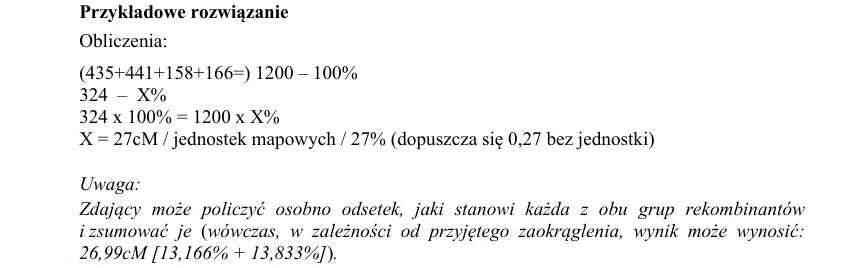 Przykładowe rozwiązanie
Obliczenia:
(435+441+158+166=) 1200 – 100%
324 – X%
324 x 100% = 1200 x X%
X = 27cM / jednostek mapowych / 27% (dopuszcza się 0,27 bez jednostki)
Uwaga:
Zdający może policzyć osobno odsetek, jaki stanowi każda z obu grup rekombinantów
i zsumować je (wówczas, w zależności od przyjętego zaokrąglenia, wynik może wynosić:
26,99cM [13,166% + 13,833%]).